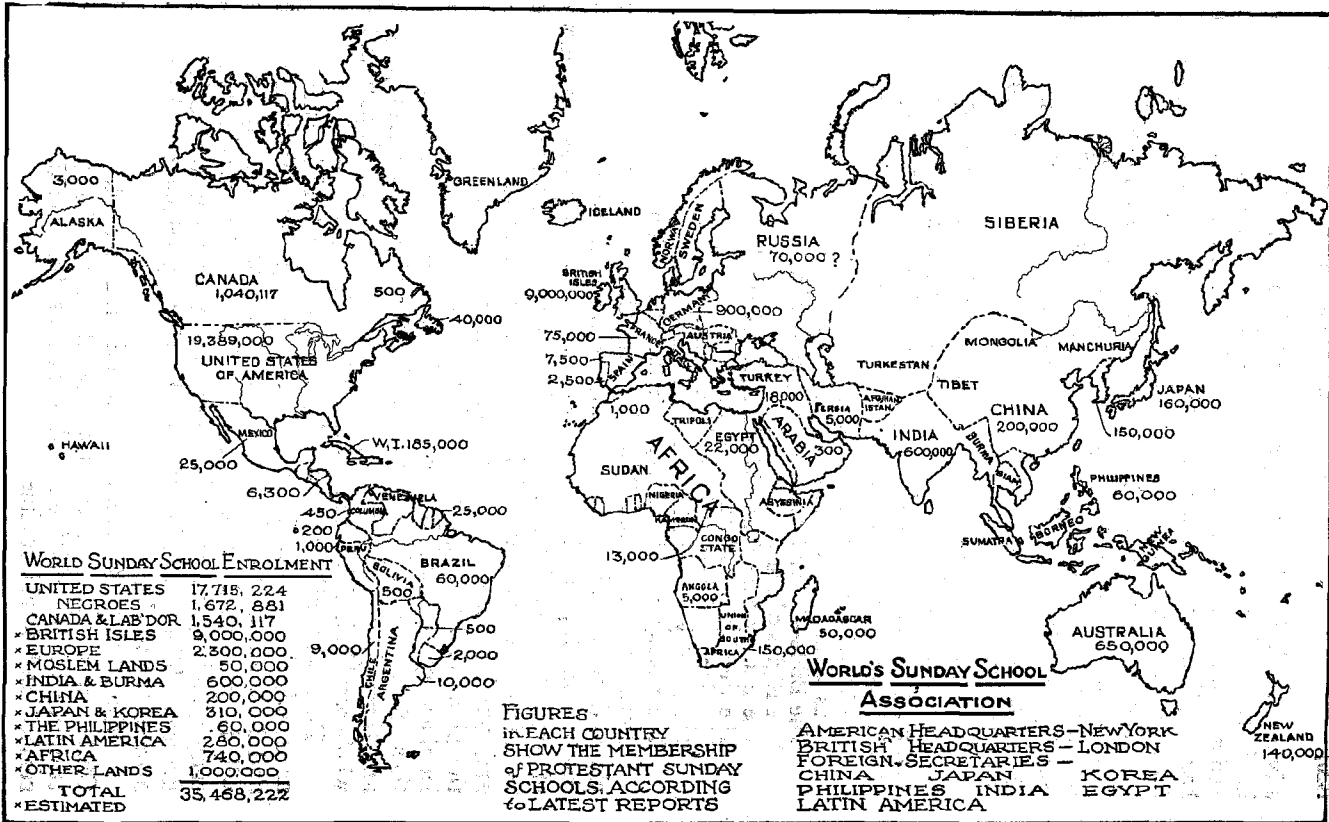 3,000
ALASKA
CANADA
1,040,117
500
40,000
19,389,000
UNITED STATES
OF AMERICA
HAWAII
MEXICO
25,000
W.I. 185,000
6,300
VENEZUELA
450
COLUMBIA
25,000
200
1,000
PERU
BRAZIL
60,000
BOLIVIA
500
500
2,000
9,000
10,000
CHILE
ARGENTINA
GREENLAND
ICELAND
NORWAY
SWEDEN
RUSSIA
70,000 ?
SIBERIA
BRITISH
ISLES
9,000,000
GERMANY
900,000
75,000
FRANCE
AUSTRIA
7,500
SPAIN
2,500
TURKEY
18,000
TURKESTAN
MONGOLIA
MANCHURIA
TIBET
CHINA
200,900
JAPAN
160,000
150,000
PERSIA
5,000
AFGHAN
ISTAN
INDIA
600,000
BURMA
SIAM
PHILIPPINES
60,000
1,000
TRIPOLI
EGYPT
22,000
ARABIA
300
AFRICA
SUDAN
NIGERIA
KAMERUN
ABYSSINIA
CONGO
STATE
13,000
ANGOLA
5,000
UNION
OF
SOUTH
AFRICA
150,000
MADAGASCAR
50,000
SUMATRA
BORNEO
NEW
GUINEA
AUSTRALIA
650,000
NEW
ZEALAND
140,000
WORLD SUNDAY SCHOOL ENROLMENT
UNITED STATES 17,715,224
NEGROES 1,672,881
CANADA & LAB'DOR 1,540,117
× BRITISH ISLES 9,000,000
× EUROPE 2,300,000
× MOSLEM LANDS 50,000
× INDIA & BURMA 600,000
× CHINA 200,000
× JAPAN & KOREA 310,000
× THE PHILIPPINES 60,000
× LATIN AMERICA 280,000
× AFRICA 740,000
× OTHER LANDS 1,000,000
TOTAL 35,468,222
× ESTIMATED
FIGURES
in EACH COUNTRY
SHOW THE MEMBERSHIP
of PROTESTANT SUNDAY
SCHOOLS, ACCORDING
to LATEST REPORTS
WORLD'S SUNDAY SCHOOL
ASSOCIATION
AMERICAN HEADQUARTERS—NEW YORK
BRITISH HEADQUARTERS — LONDON
FOREIGN SECRETARIES —
CHINA JAPAN KOREA
PHILIPPINES INDIA EGYPT
LATIN AMERICA